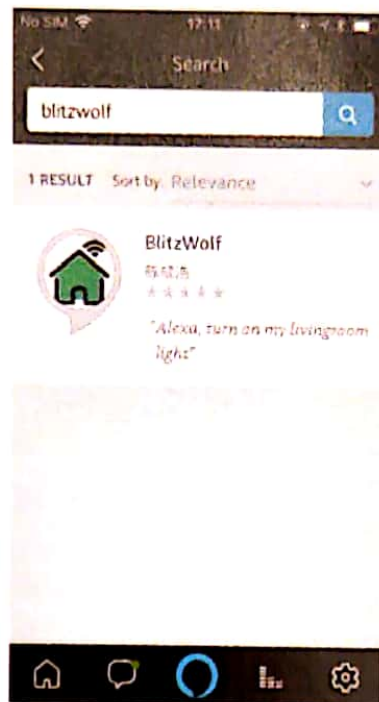 No SIM 17:11
Search
blitzwolf
1 RESULT Sort by: Relevance
BlitzWolf
"Alexa, turn on my livingroom
light"